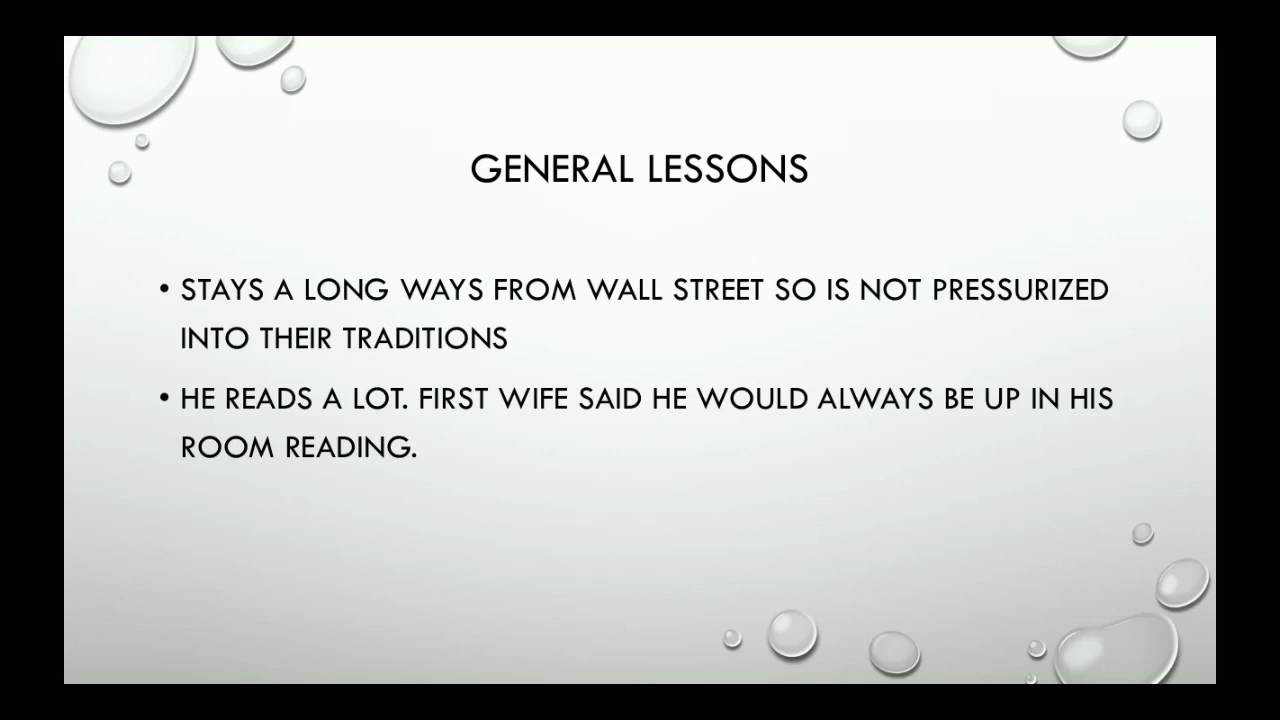 GENERAL LESSONS
• STAYS A LONG WAYS FROM WALL STREET SO IS NOT PRESSURIZED
INTO THEIR TRADITIONS
• HE READS A LOT. FIRST WIFE SAID HE WOULD ALWAYS BE UP IN HIS
ROOM READING.